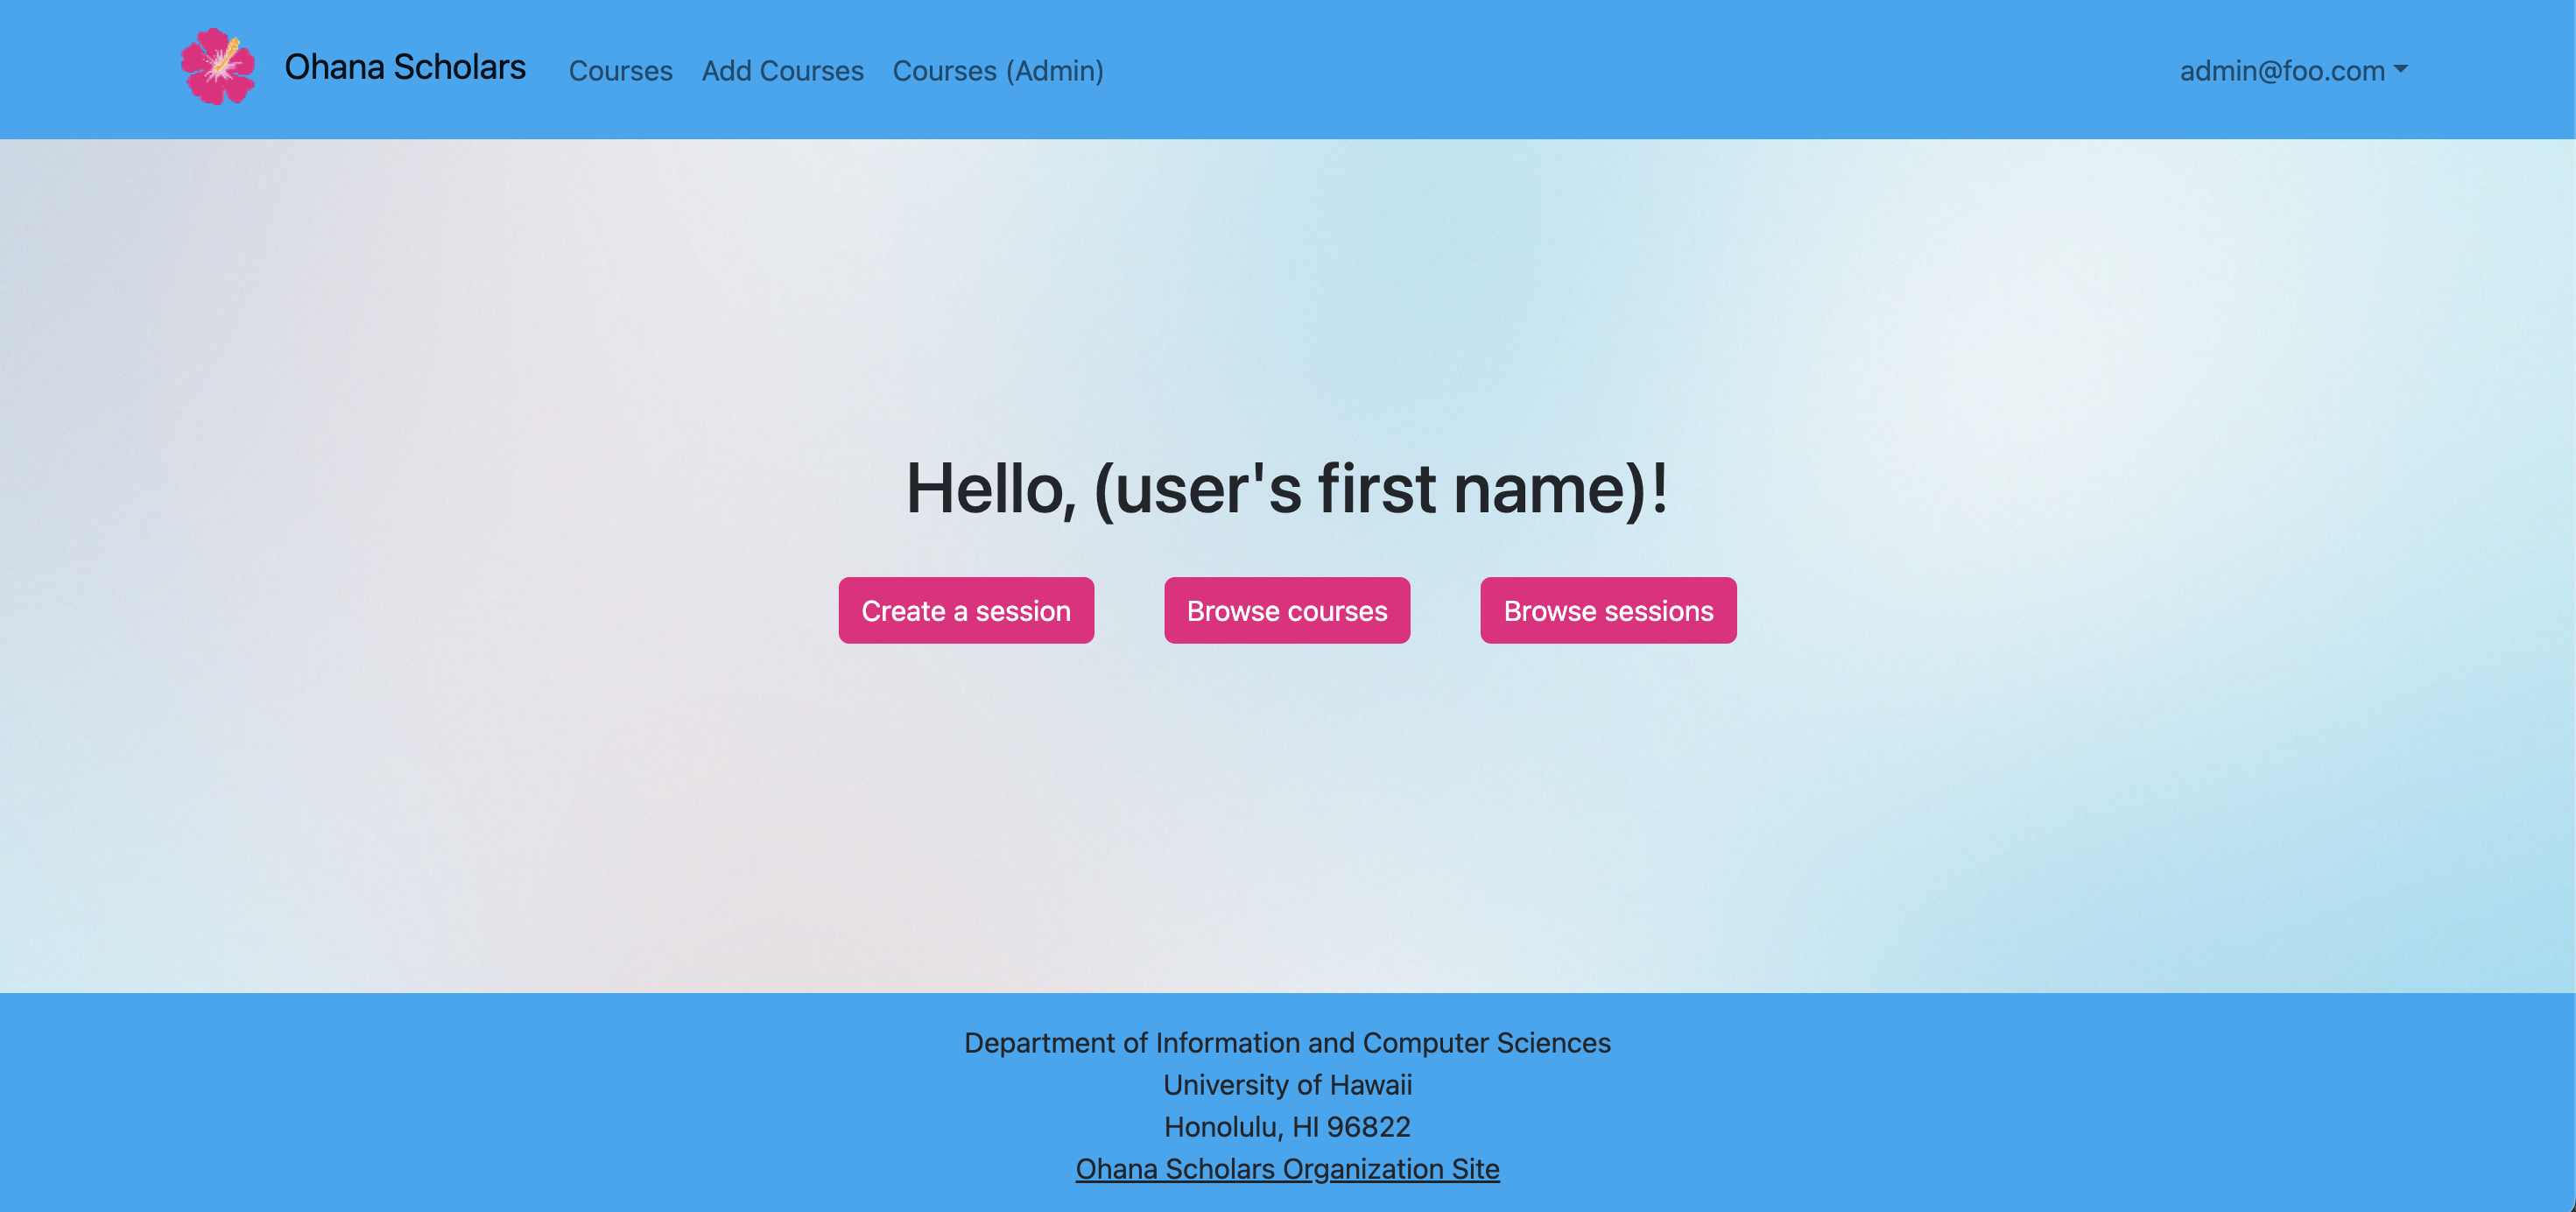 Ohana Scholars Courses Add Courses Courses (Admin) admin@foo.com
Hello, (user's first name)!
Create a session Browse courses Browse sessions
Department of Information and Computer Sciences
University of Hawaii
Honolulu, HI 96822
Ohana Scholars Organization Site